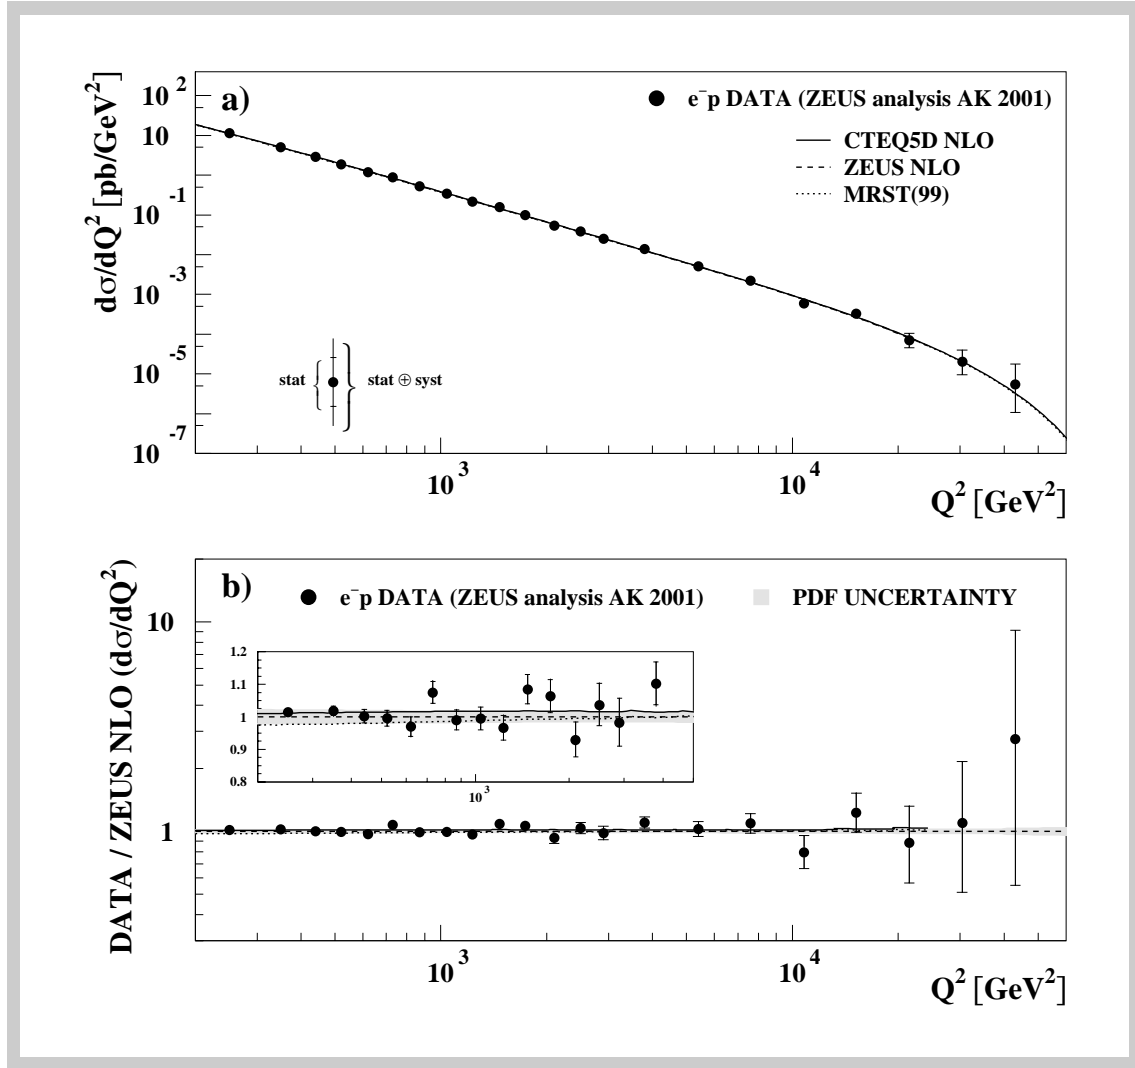 a)
e⁻p DATA (ZEUS analysis AK 2001)
CTEQ5D NLO
ZEUS NLO
MRST(99)
dσ/dQ² [pb/GeV²]
10²
10
10⁻¹
10⁻³
10⁻⁵
10⁻⁷
stat
stat ⊕ syst
10³
10⁴
Q² [GeV²]
b)
e⁻p DATA (ZEUS analysis AK 2001)
PDF UNCERTAINTY
DATA / ZEUS NLO (dσ/dQ²)
10
1
1.2
1.1
1
0.9
0.8
10³
10³
10⁴
Q² [GeV²]